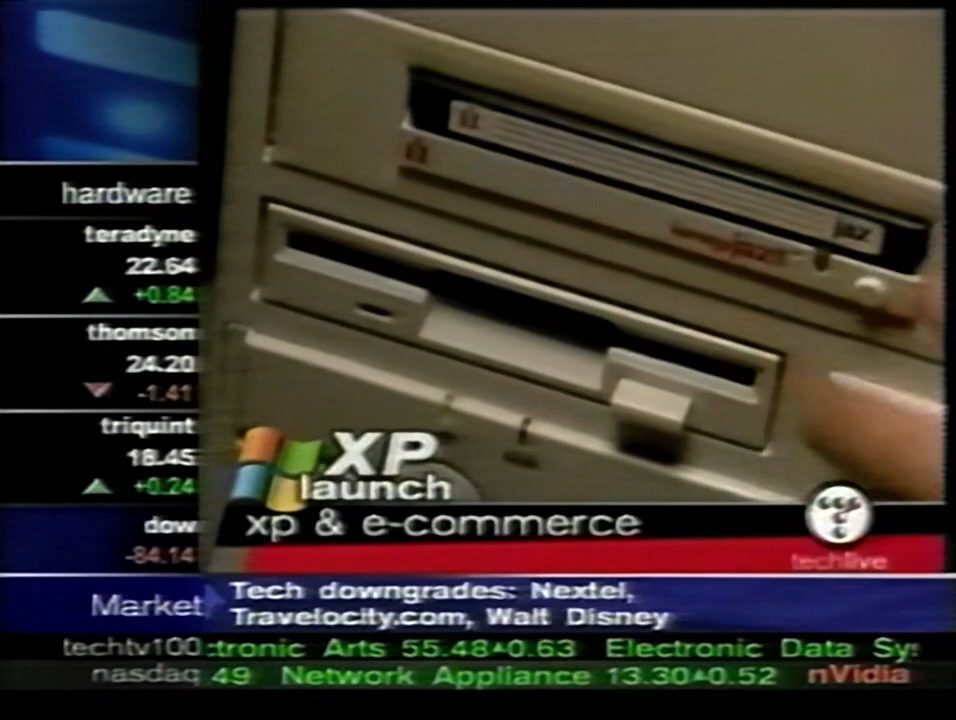 hardware
teradyne
22.64
+0.84
thomson
24.20
-1.41
triquint
18.45
+0.24
dow
-84.14
jaz
XP
launch
xp & e-commerce
techlive
Market
Tech downgrades: Nextel,
Travelocity.com, Walt Disney
techtv100 tronic Arts 55.48 0.63 Electronic Data Sys
nasdaq 49 Network Appliance 13.30 0.52 nVidia